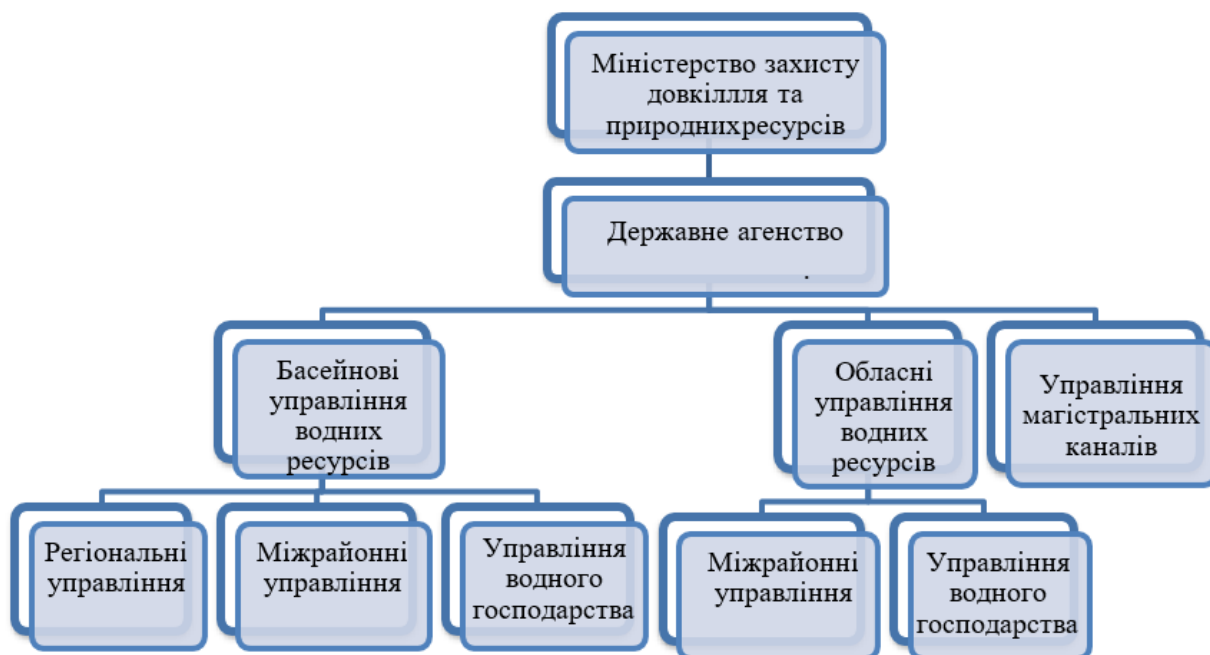 Міністерство захисту
довкіллля та
природнихресурсів
Державне агенство
.
Басейнові
управління
водних
ресурсів
Обласні
управління
водних
ресурсів
Управління
магістральних
каналів
Регіональні
управління
Міжрайонні
управління
Управління
водного
господарства
Міжрайонні
управління
Управління
водного
господарства